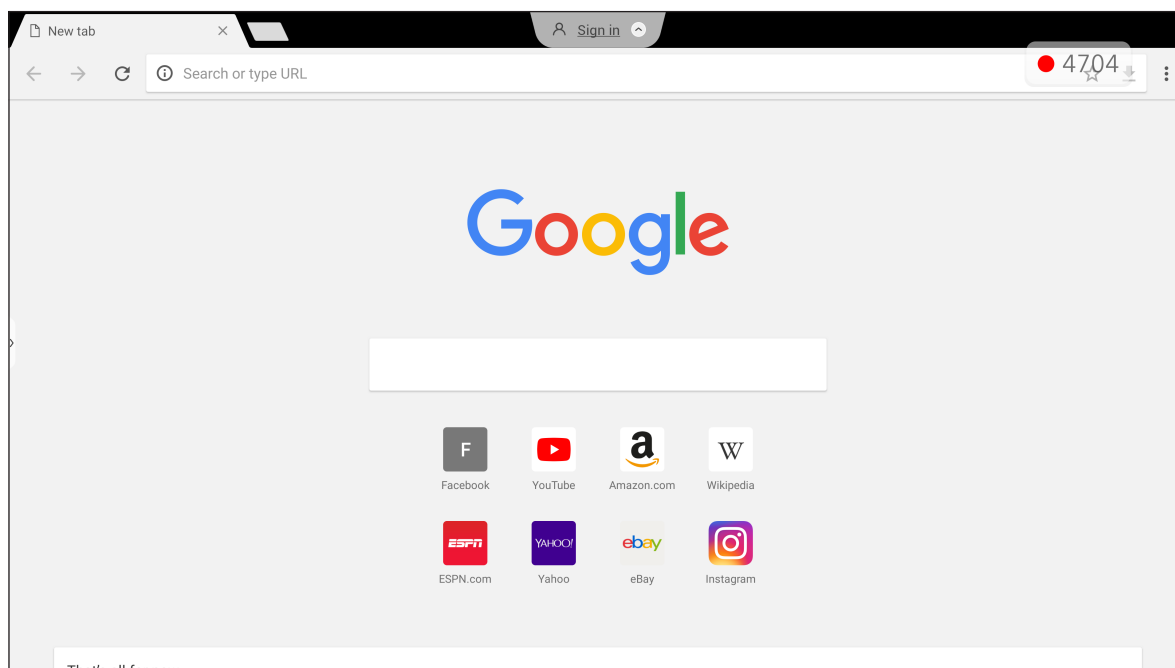 New tab
Sign in
4704
Search or type URL
Google
F
a
W
Facebook
YouTube
Amazon.com
Wikipedia
ESPN
YAHOO!
ebay
ESPN.com
Yahoo
eBay
Instagram